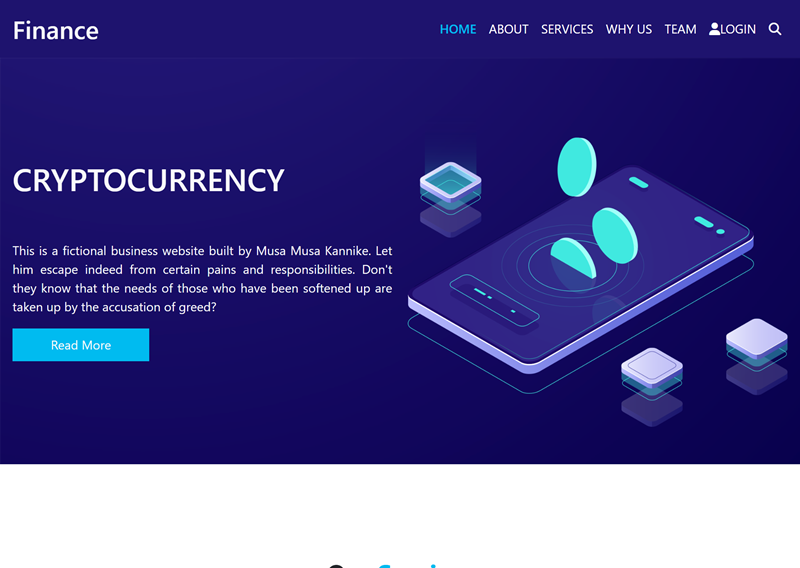 Finance
HOME ABOUT SERVICES WHY US TEAM LOGIN
CRYPTOCURRENCY
This is a fictional business website built by Musa Musa Kannike. Let
him escape indeed from certain pains and responsibilities. Don't
they know that the needs of those who have been softened up are
taken up by the accusation of greed?
Read More